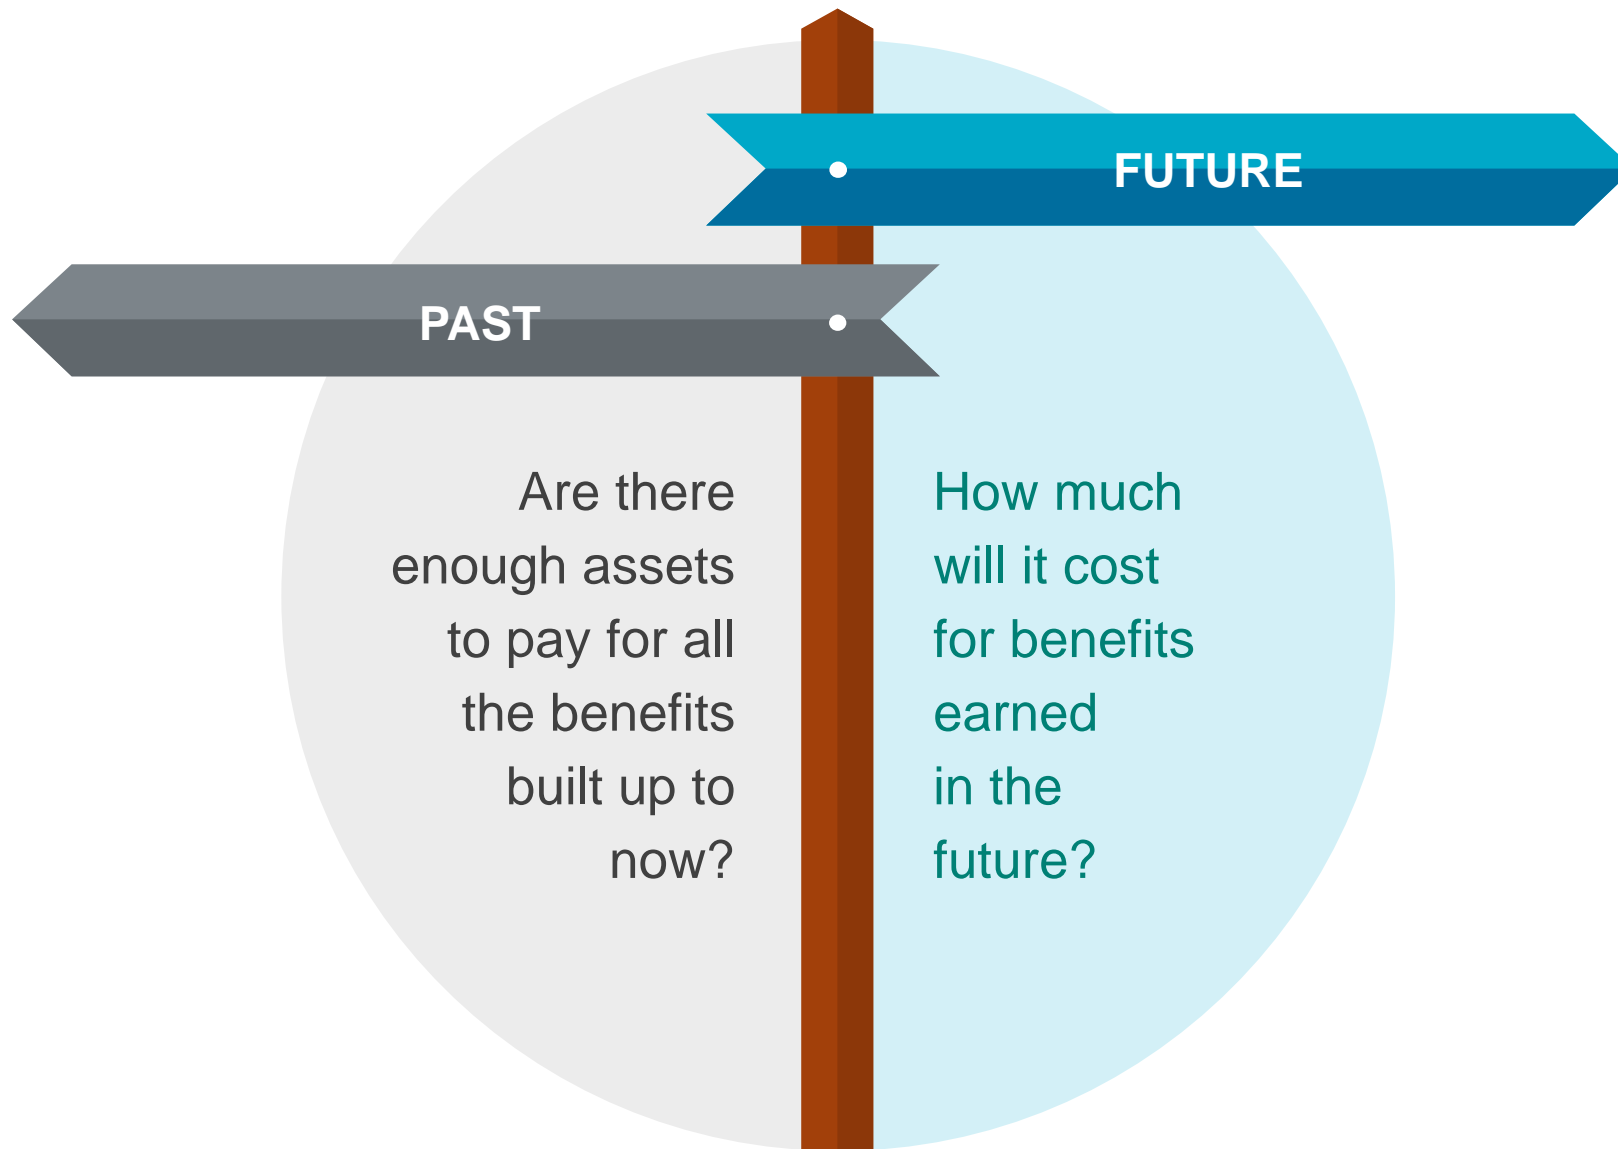 FUTURE
PAST
Are there
enough assets
to pay for all
the benefits
built up to
now?
How much
will it cost
for benefits
earned
in the
future?